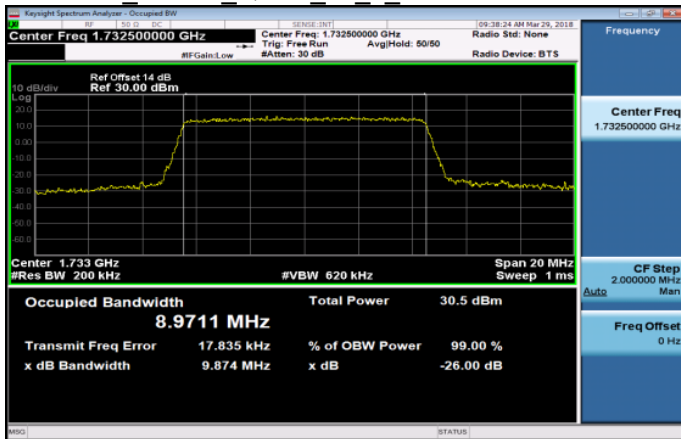 Keysight Spectrum Analyzer - Occupied BW
RF 50 Ω DC SENSE:INT 09:38:24 AM Mar 29, 2018
Center Freq 1.732500000 GHz
Center Freq: 1.732500000 GHz Radio Std: None
Trig: Free Run Avg|Hold: 50/50
#IFGain:Low #Atten: 30 dB Radio Device: BTS
Ref Offset 14 dB
10 dB/div Ref 30.00 dBm
Log
20.0
10.0
0.00
-10.0
-20.0
-30.0
-40.0
-50.0
-60.0
Center 1.733 GHz Span 20 MHz
#Res BW 200 kHz #VBW 620 kHz Sweep 1 ms
Occupied Bandwidth Total Power 30.5 dBm
8.9711 MHz
Transmit Freq Error 17.835 kHz % of OBW Power 99.00 %
x dB Bandwidth 9.874 MHz x dB -26.00 dB
MSG STATUS
Frequency
Center Freq
1.732500000 GHz
CF Step
2.000000 MHz
Auto Man
Freq Offset
0 Hz